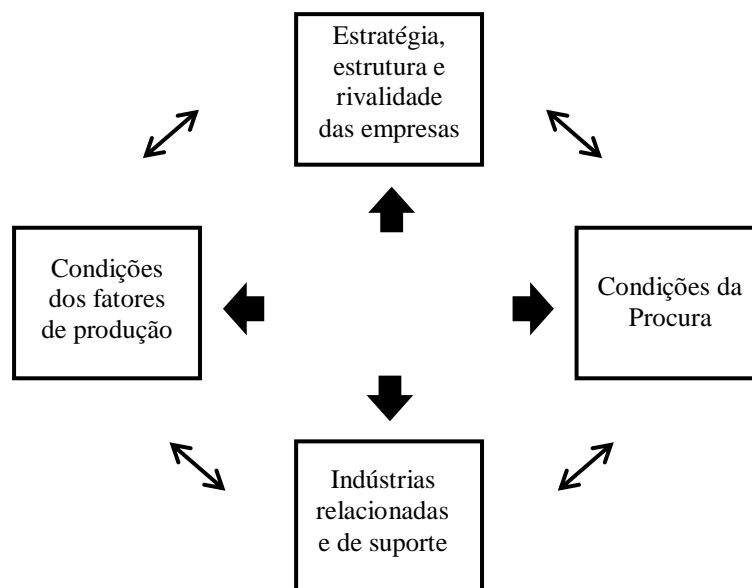 Estratégia,
estrutura e
rivalidade
das empresas
Condições
dos fatores
de produção
Condições da
Procura
Indústrias
relacionadas
e de suporte